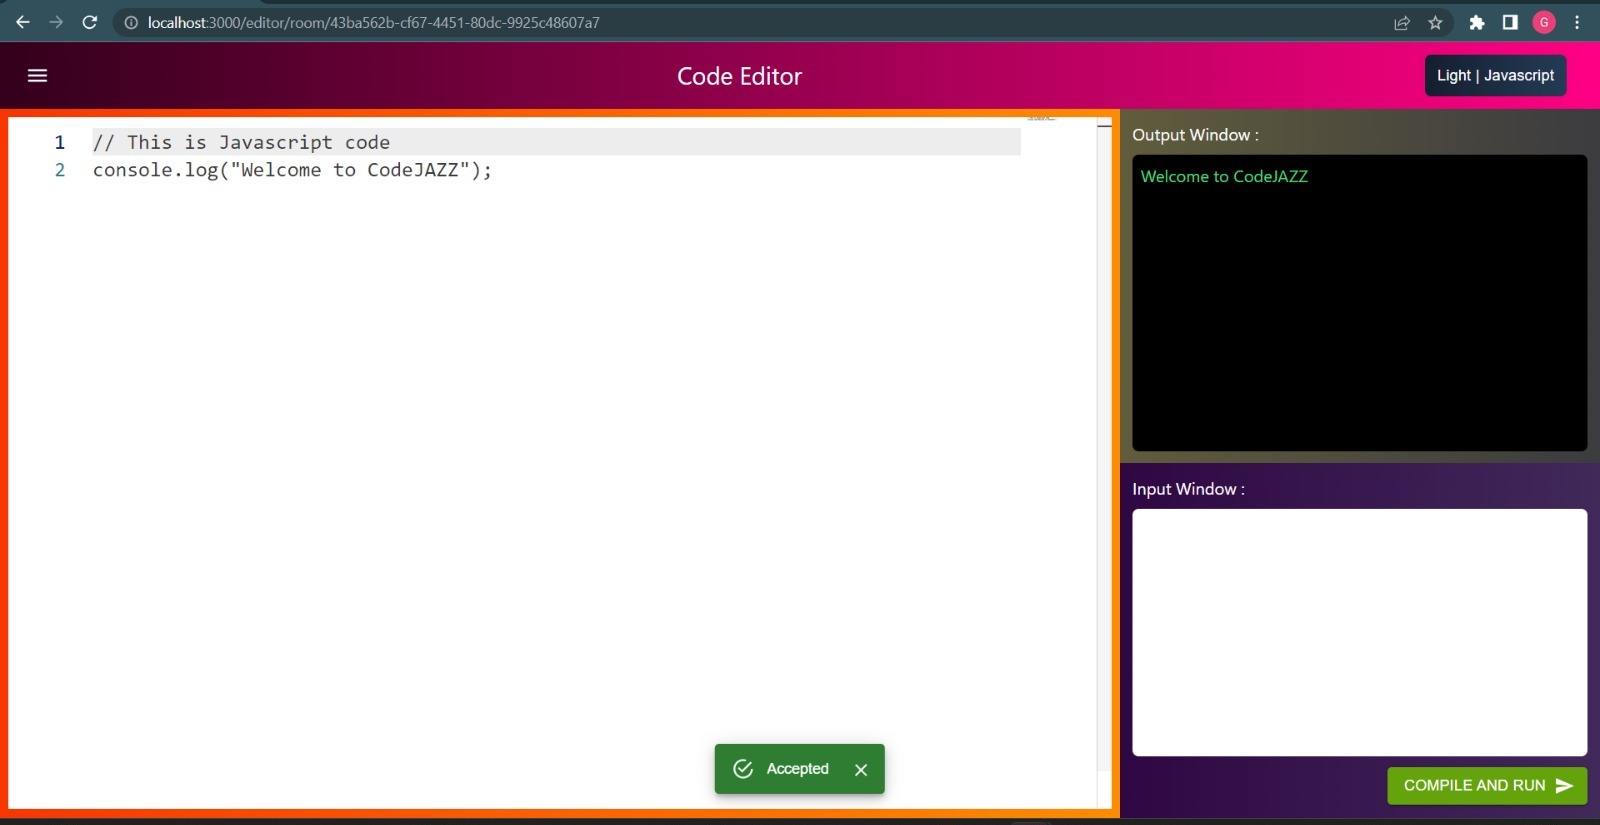 localhost:3000/editor/room/43ba562b-cf67-4451-80dc-9925c48607a7
G
Code Editor
Light | Javascript
1 // This is Javascript code
2 console.log("Welcome to CodeJAZZ");
Output Window :
Welcome to CodeJAZZ
Input Window :
Accepted
COMPILE AND RUN